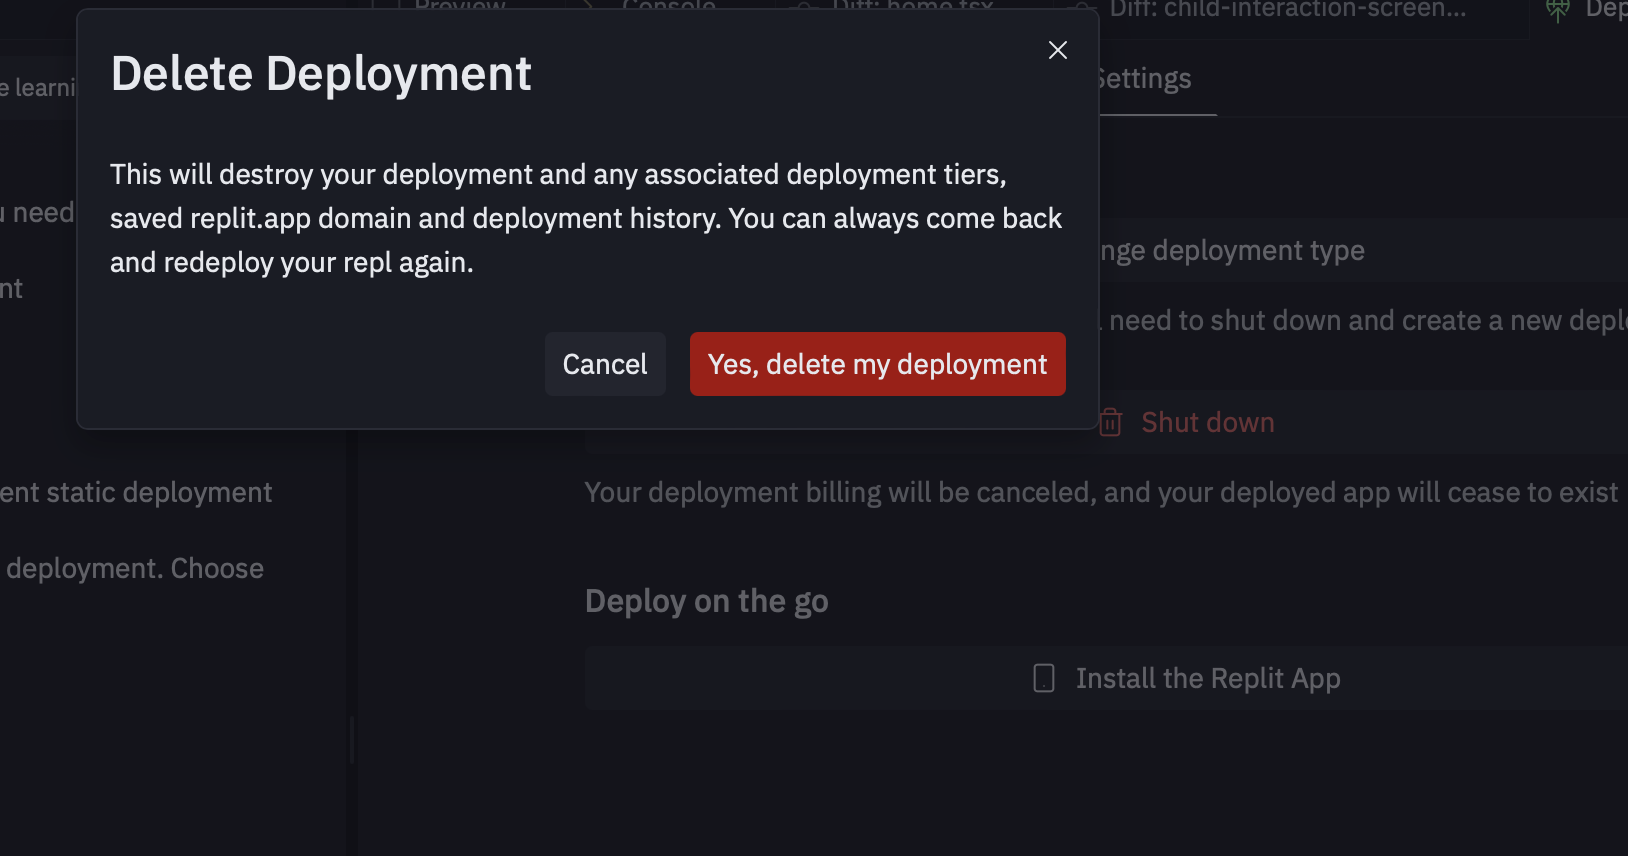 Preview
Console
Diff: home.tsx
Diff: child-interaction-screen...
Dep
Settings
Delete Deployment
e learni
This will destroy your deployment and any associated deployment tiers,
saved replit.app domain and deployment history. You can always come back
and redeploy your repl again.
need
nt
nge deployment type
need to shut down and create a new depl
Cancel
Yes, delete my deployment
Shut down
ent static deployment
Your deployment billing will be canceled, and your deployed app will cease to exist
deployment. Choose
Deploy on the go
Install the Replit App